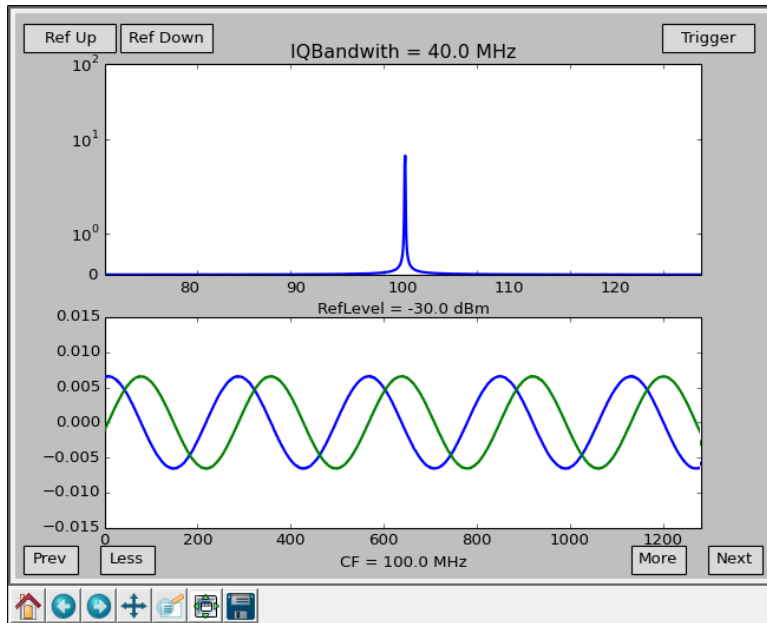 Ref Up Ref Down Trigger
IQBandwith = 40.0 MHz
10^2
10^1
10^0
0
80 90 100 110 120
RefLevel = -30.0 dBm
0.015
0.010
0.005
0.000
−0.005
−0.010
−0.015
0 200 400 600 800 1000 1200
Prev Less CF = 100.0 MHz More Next